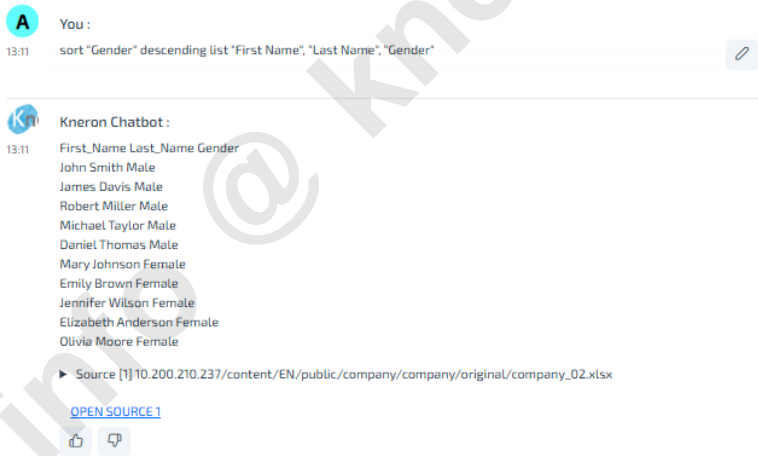 A
You :
13:11
sort "Gender" descending list "First Name", "Last Name", "Gender"
Kn
Kneron Chatbot :
13:11
First_Name Last_Name Gender
John Smith Male
James Davis Male
Robert Miller Male
Michael Taylor Male
Daniel Thomas Male
Mary Johnson Female
Emily Brown Female
Jennifer Wilson Female
Elizabeth Anderson Female
Olivia Moore Female
▶ Source [1] 10.200.210.237/content/EN/public/company/company/original/company_02.xlsx
OPEN SOURCE 1
info @ kne